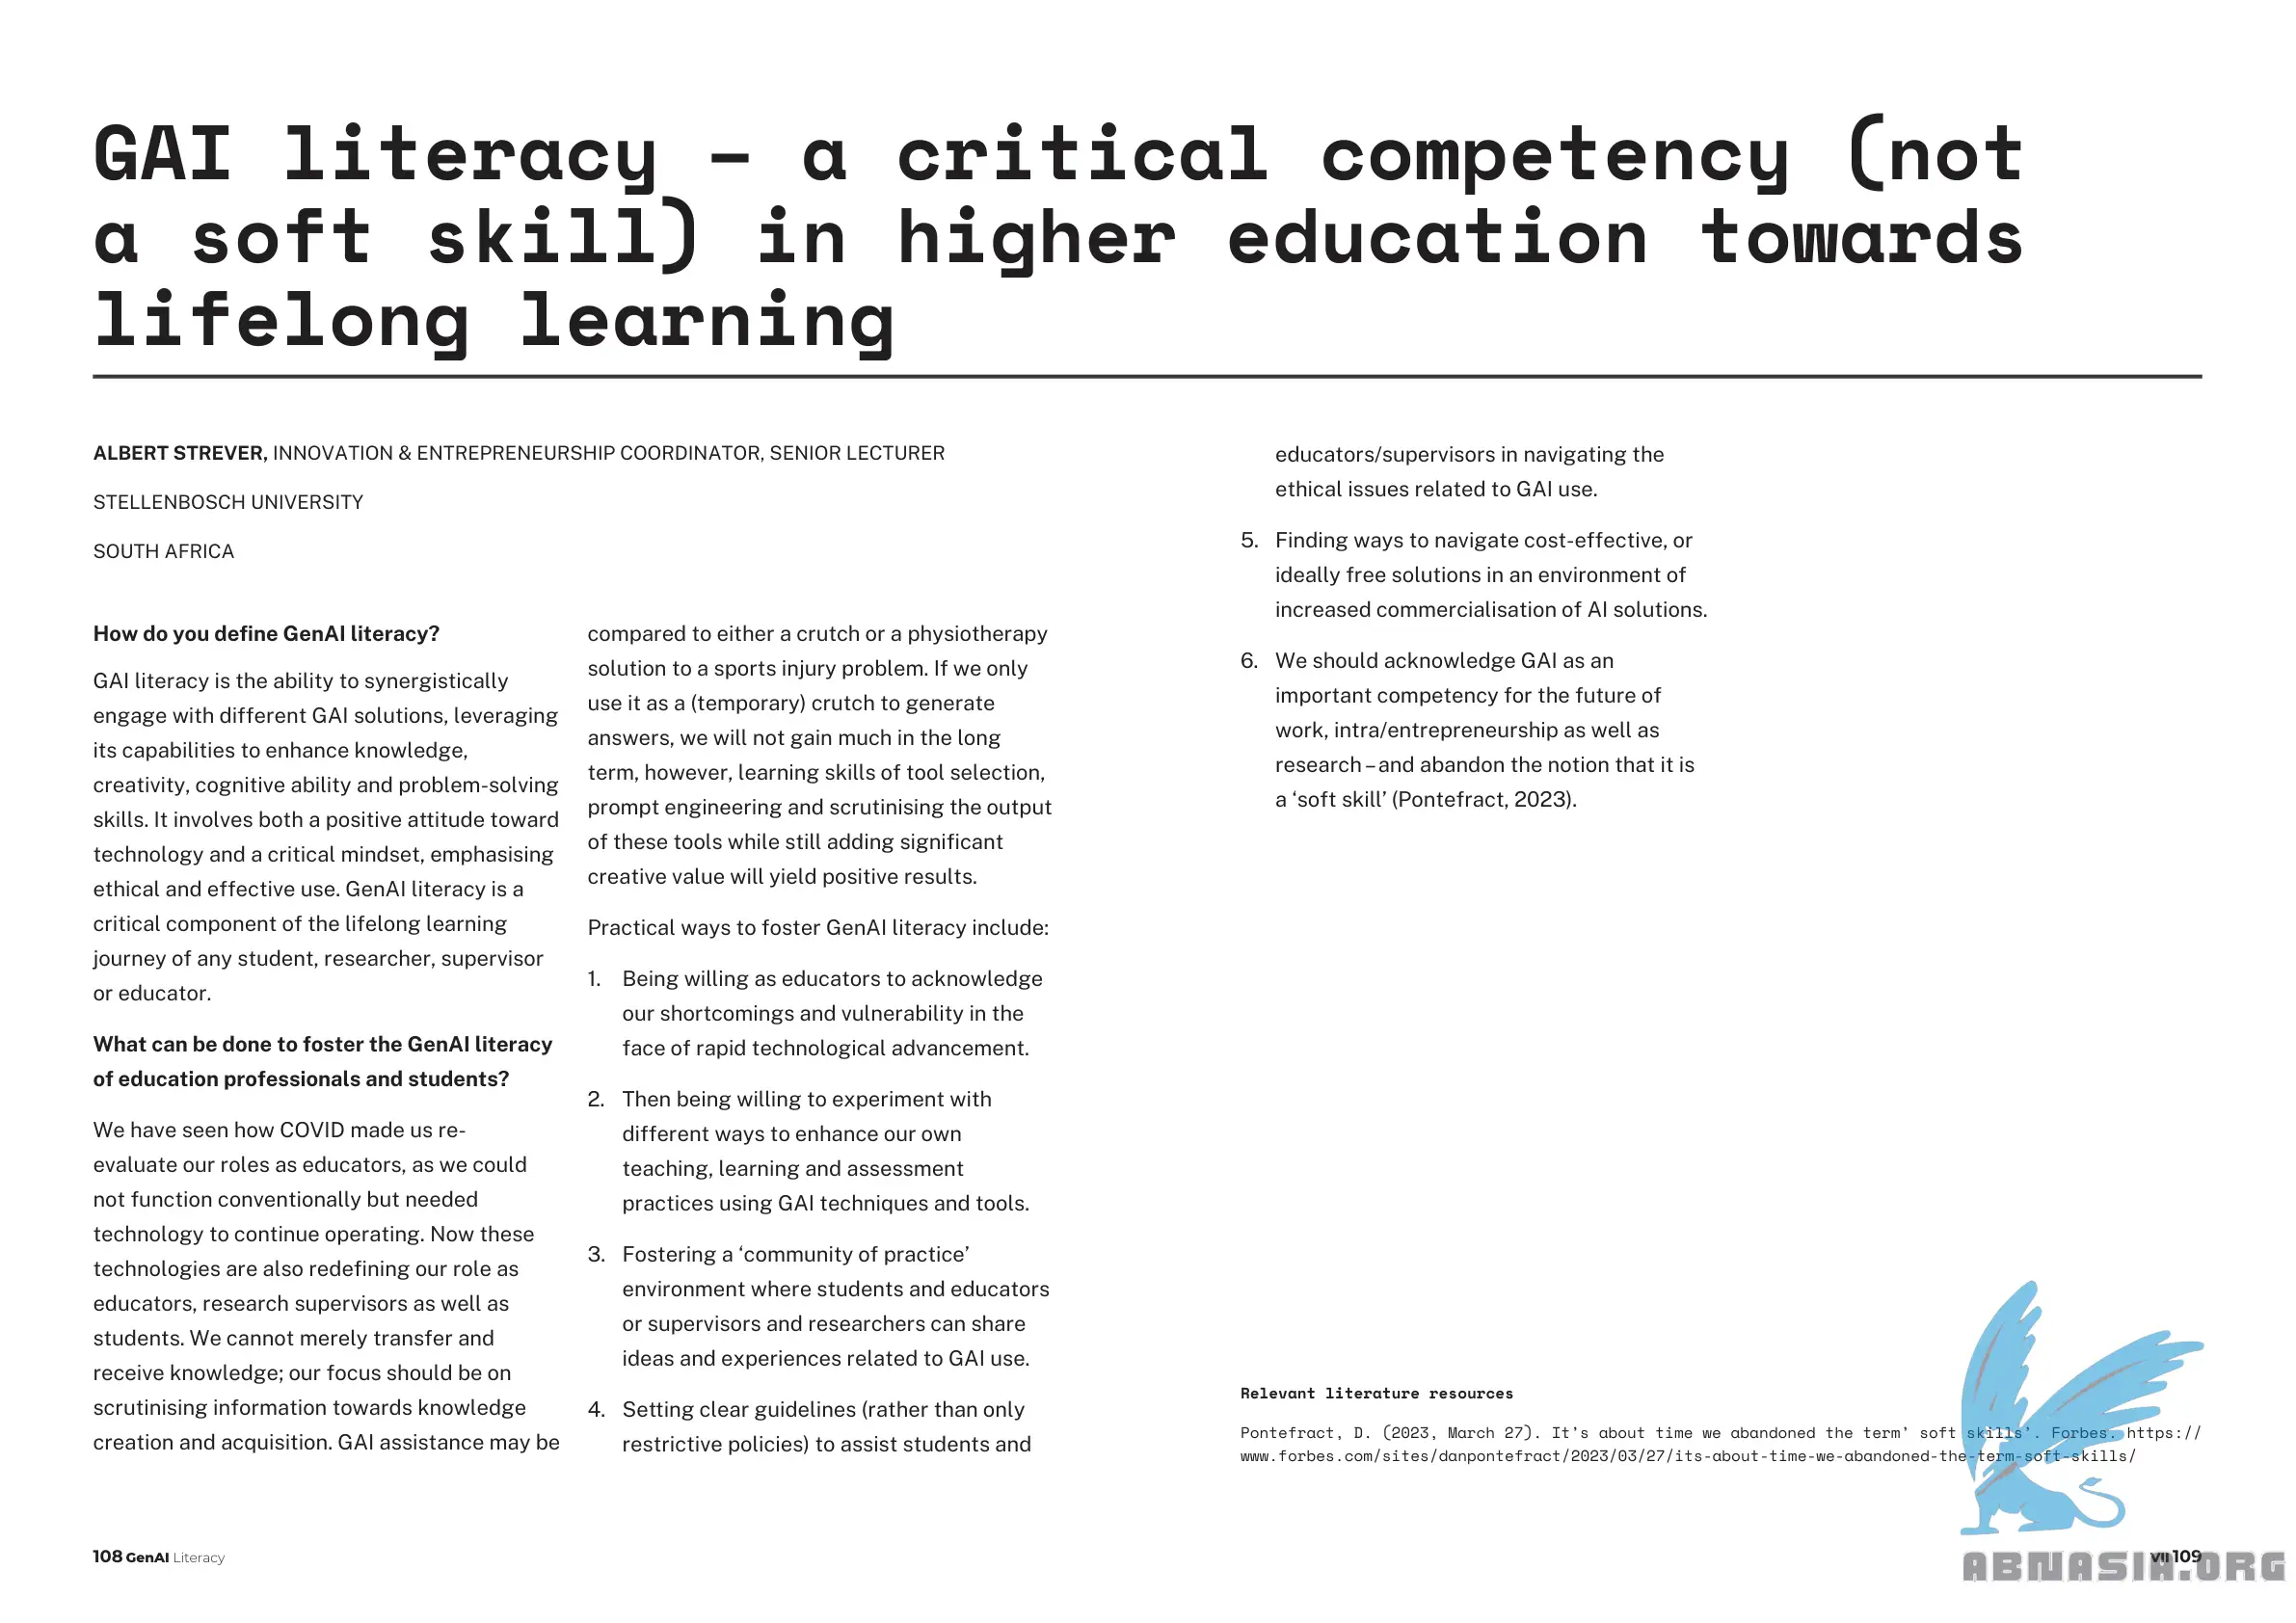 GAI literacy – a critical competency (not
a soft skill) in higher education towards
lifelong learning
ALBERT STREVER, INNOVATION & ENTREPRENEURSHIP COORDINATOR, SENIOR LECTURER
STELLENBOSCH UNIVERSITY
SOUTH AFRICA
How do you define GenAI literacy?
GAI literacy is the ability to synergistically
engage with different GAI solutions, leveraging
its capabilities to enhance knowledge,
creativity, cognitive ability and problem-solving
skills. It involves both a positive attitude toward
technology and a critical mindset, emphasising
ethical and effective use. GenAI literacy is a
critical component of the lifelong learning
journey of any student, researcher, supervisor
or educator.
What can be done to foster the GenAI literacy
of education professionals and students?
We have seen how COVID made us re-
evaluate our roles as educators, as we could
not function conventionally but needed
technology to continue operating. Now these
technologies are also redefining our role as
educators, research supervisors as well as
students. We cannot merely transfer and
receive knowledge; our focus should be on
scrutinising information towards knowledge
creation and acquisition. GAI assistance may be
compared to either a crutch or a physiotherapy
solution to a sports injury problem. If we only
use it as a (temporary) crutch to generate
answers, we will not gain much in the long
term, however, learning skills of tool selection,
prompt engineering and scrutinising the output
of these tools while still adding significant
creative value will yield positive results.
Practical ways to foster GenAI literacy include:
1. Being willing as educators to acknowledge
our shortcomings and vulnerability in the
face of rapid technological advancement.
2. Then being willing to experiment with
different ways to enhance our own
teaching, learning and assessment
practices using GAI techniques and tools.
3. Fostering a ‘community of practice’
environment where students and educators
or supervisors and researchers can share
ideas and experiences related to GAI use.
4. Setting clear guidelines (rather than only
restrictive policies) to assist students and
educators/supervisors in navigating the
ethical issues related to GAI use.
5. Finding ways to navigate cost-effective, or
ideally free solutions in an environment of
increased commercialisation of AI solutions.
6. We should acknowledge GAI as an
important competency for the future of
work, intra/entrepreneurship as well as
research – and abandon the notion that it is
a ‘soft skill’ (Pontefract, 2023).
Relevant literature resources
Pontefract, D. (2023, March 27). It’s about time we abandoned the term’ soft skills’. Forbes. https://
www.forbes.com/sites/danpontefract/2023/03/27/its-about-time-we-abandoned-the-term-soft-skills/
108 GenAI Literacy
VII 109
ABNASIA.ORG